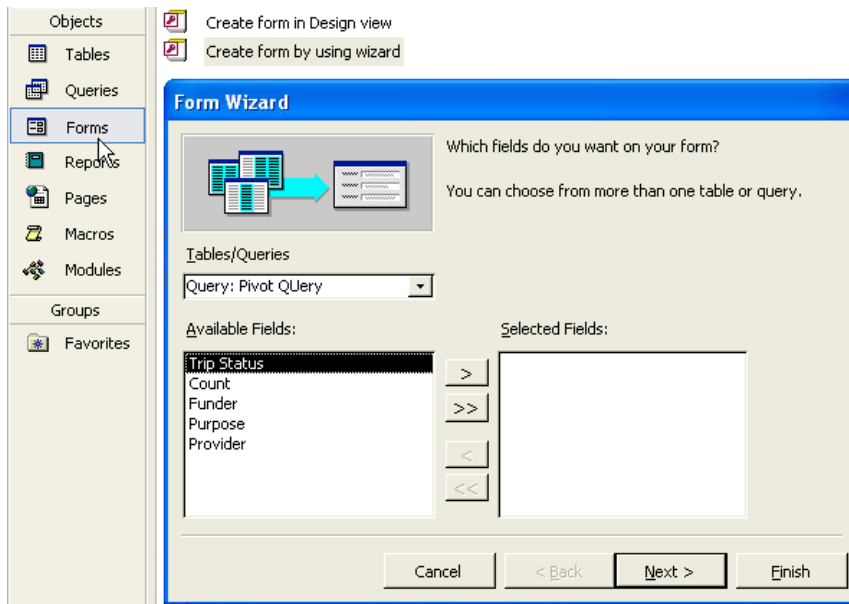 Objects
Tables
Queries
Forms
Reports
Pages
Macros
Modules
Groups
Favorites
Create form in Design view
Create form by using wizard
Form Wizard
Which fields do you want on your form?
You can choose from more than one table or query.
Tables/Queries
Query: Pivot QUery
Available Fields:
Trip Status
Count
Funder
Purpose
Provider
>
>>
<
<<
Selected Fields:
Cancel
< Back
Next >
Finish